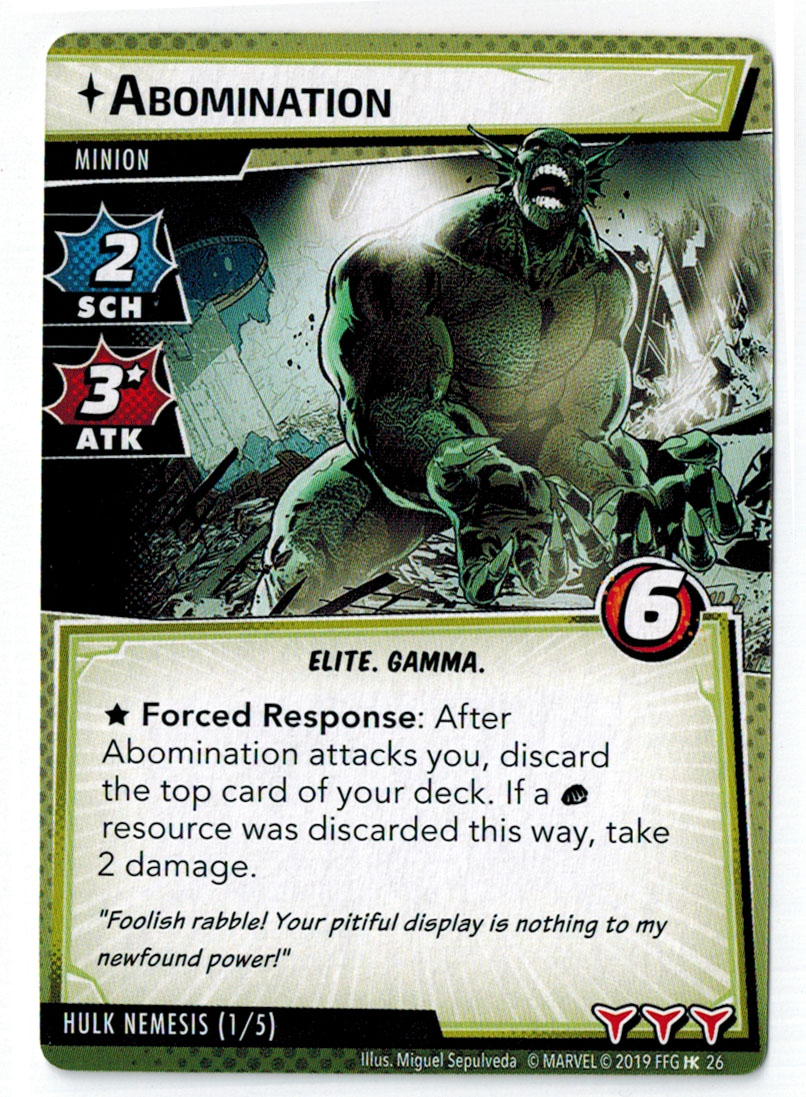 ABOMINATION
MINION
2
SCH
3
ATK
6
ELITE. GAMMA.
★ Forced Response: After
Abomination attacks you, discard
the top card of your deck. If a
resource was discarded this way, take
2 damage.
"Foolish rabble! Your pitiful display is nothing to my
newfound power!"
HULK NEMESIS (1/5)
Illus. Miguel Sepulveda © MARVEL © 2019 FFG HK 26